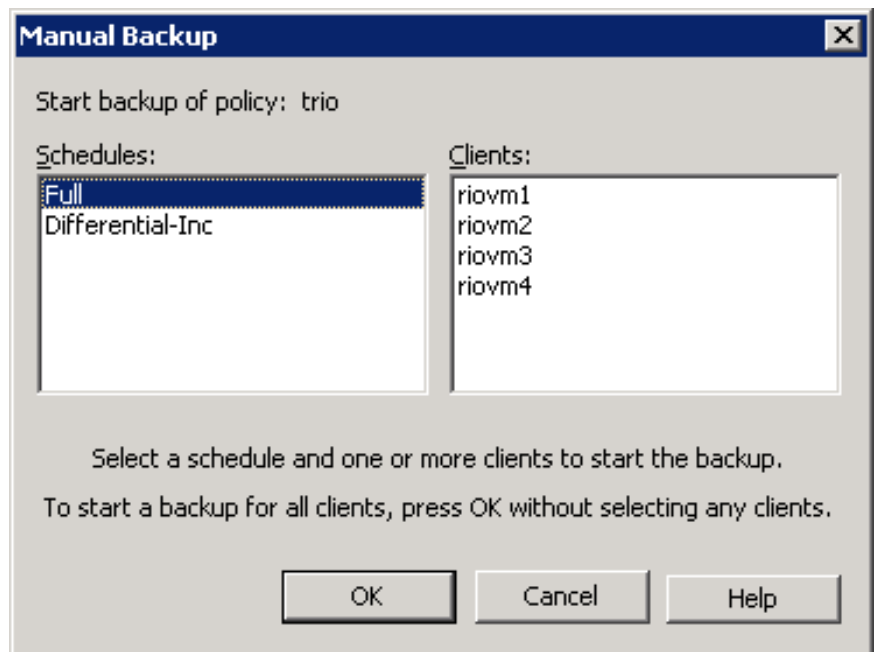 Manual Backup
Start backup of policy: trio
Schedules:
Full
Differential-Inc
Clients:
riovm1
riovm2
riovm3
riovm4
Select a schedule and one or more clients to start the backup.
To start a backup for all clients, press OK without selecting any clients.
OK
Cancel
Help